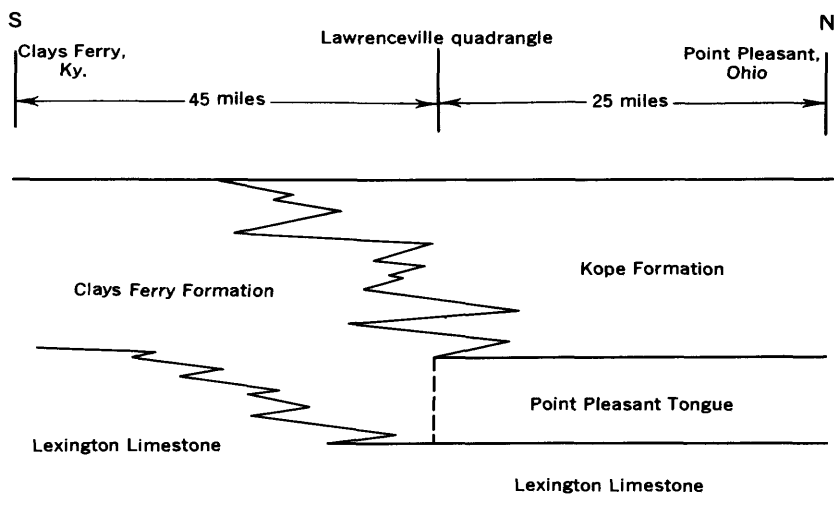 S
N
Clays Ferry,
Ky.
Lawrenceville quadrangle
Point Pleasant,
Ohio
45 miles
25 miles
Kope Formation
Clays Ferry Formation
Point Pleasant Tongue
Lexington Limestone
Lexington Limestone